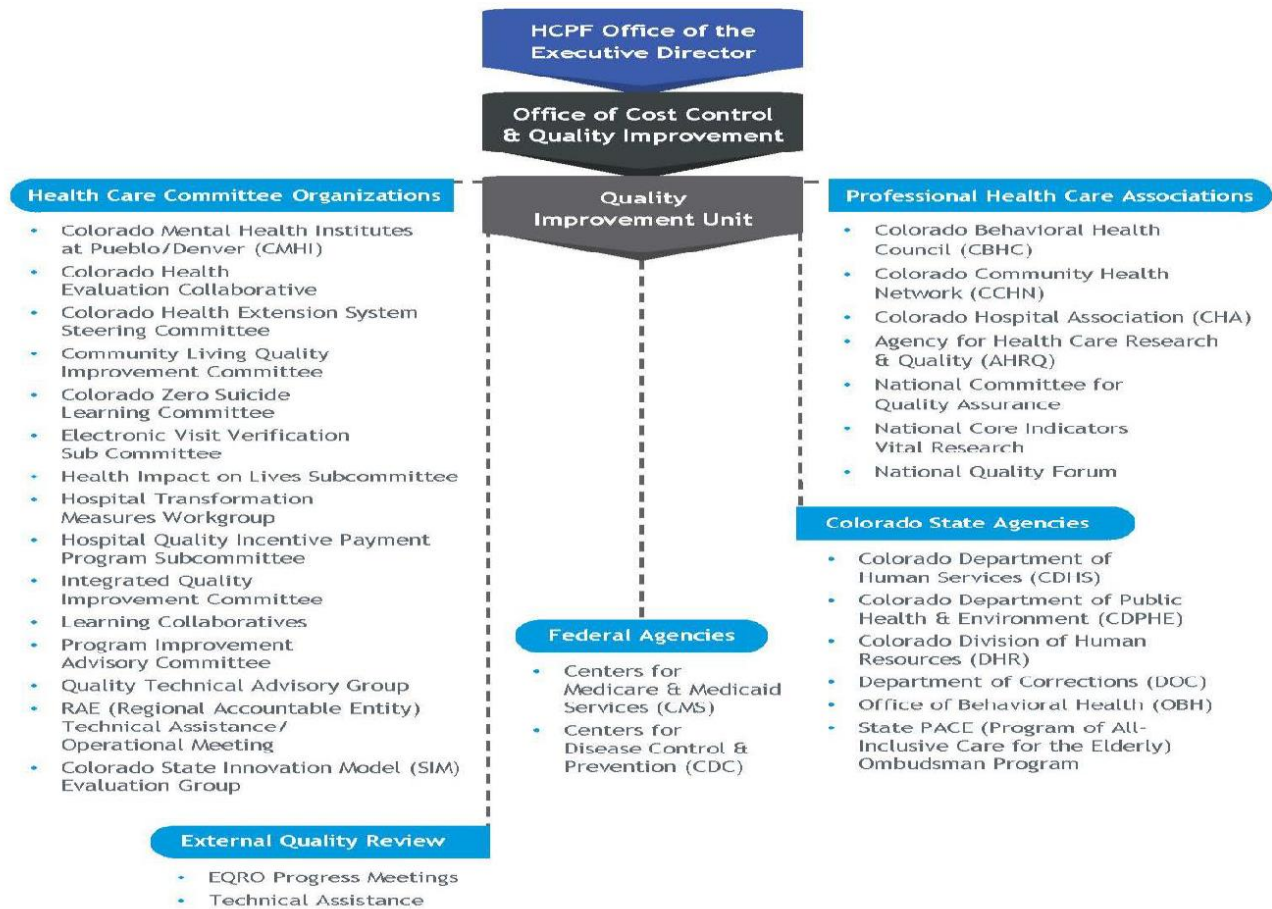 HCPF Office of the
Executive Director
Office of Cost Control
& Quality Improvement
Quality
Improvement Unit
Health Care Committee Organizations
• Colorado Mental Health Institutes
at Pueblo/Denver (CMHI)
• Colorado Health
Evaluation Collaborative
• Colorado Health Extension System
Steering Committee
• Community Living Quality
Improvement Committee
• Colorado Zero Suicide
Learning Committee
• Electronic Visit Verification
Sub Committee
• Health Impact on Lives Subcommittee
• Hospital Transformation
Measures Workgroup
• Hospital Quality Incentive Payment
Program Subcommittee
• Integrated Quality
Improvement Committee
• Learning Collaboratives
• Program Improvement
Advisory Committee
• Quality Technical Advisory Group
• RAE (Regional Accountable Entity)
Technical Assistance/
Operational Meeting
• Colorado State Innovation Model (SIM)
Evaluation Group
External Quality Review
• EQRO Progress Meetings
• Technical Assistance
Federal Agencies
• Centers for
Medicare & Medicaid
Services (CMS)
• Centers for
Disease Control &
Prevention (CDC)
Professional Health Care Associations
• Colorado Behavioral Health
Council (CBHC)
• Colorado Community Health
Network (CCHN)
• Colorado Hospital Association (CHA)
• Agency for Health Care Research
& Quality (AHRQ)
• National Committee for
Quality Assurance
• National Core Indicators
Vital Research
• National Quality Forum
Colorado State Agencies
• Colorado Department of
Human Services (CDHS)
• Colorado Department of Public
Health & Environment (CDPHE)
• Colorado Division of Human
Resources (DHR)
• Department of Corrections (DOC)
• Office of Behavioral Health (OBH)
• State PACE (Program of All-
Inclusive Care for the Elderly)
Ombudsman Program